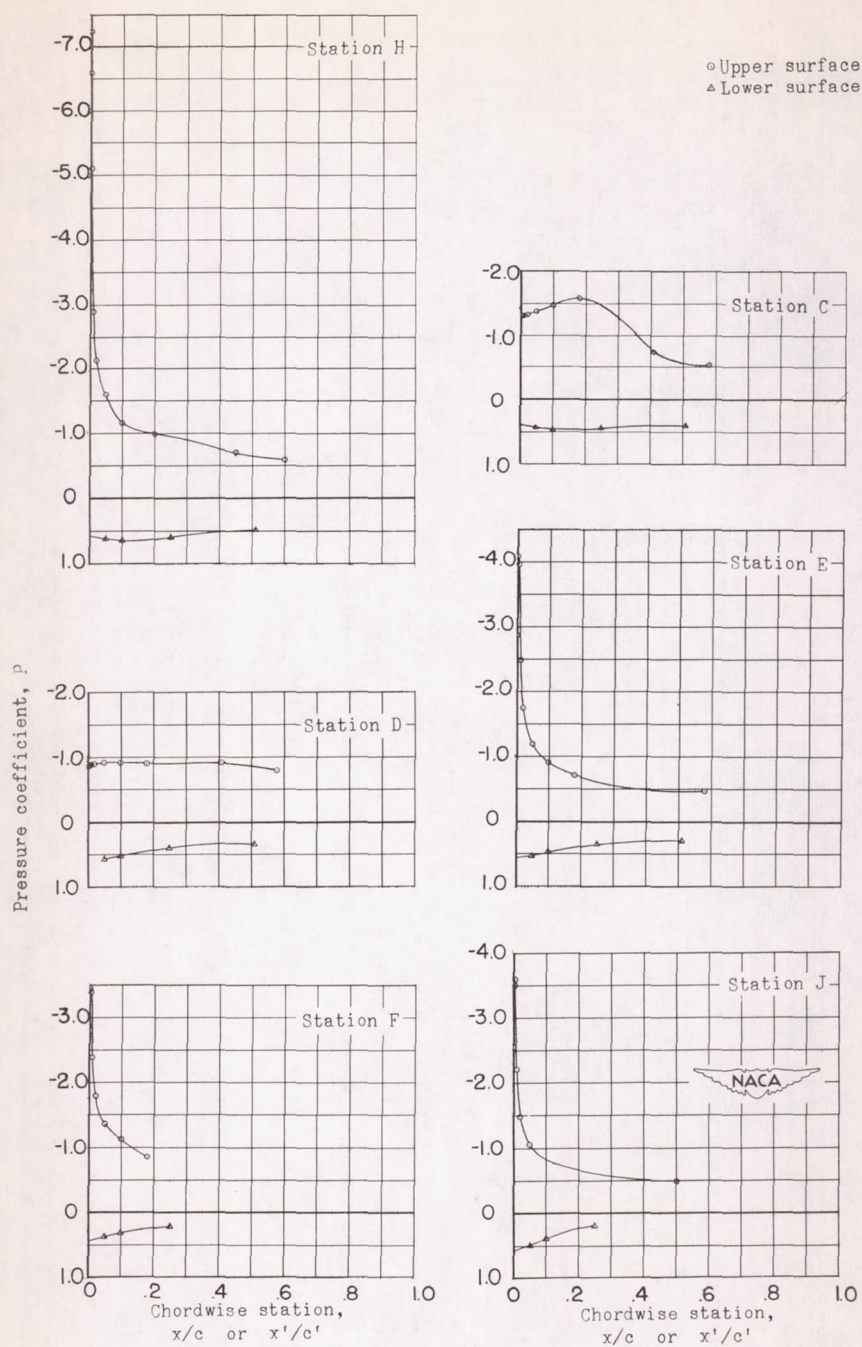 Upper surface
Lower surface
Pressure coefficient, P
Station H
-7.0
-6.0
-5.0
-4.0
-3.0
-2.0
-1.0
0
1.0
Station C
-2.0
-1.0
0
1.0
Station D
-2.0
-1.0
0
1.0
Station E
-4.0
-3.0
-2.0
-1.0
0
1.0
Station F
-3.0
-2.0
-1.0
0
1.0
0 .2 .4 .6 .8 1.0
Chordwise station,
x/c or x'/c'
Station J
-4.0
-3.0
-2.0
-1.0
0
1.0
NACA
0 .2 .4 .6 .8 1.0
Chordwise station,
x/c or x'/c'